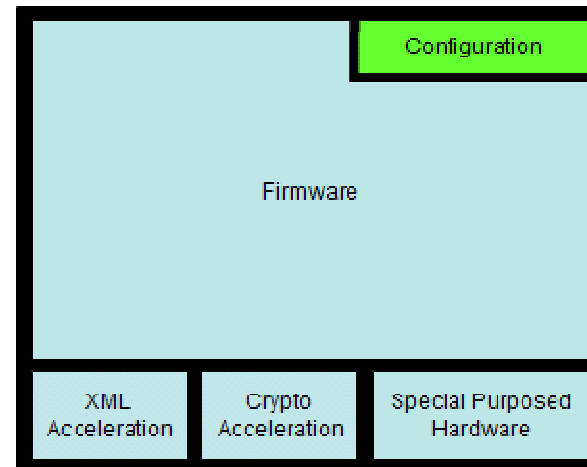 Configuration
Firmware
XML
Acceleration
Crypto
Acceleration
Special Purposed
Hardware